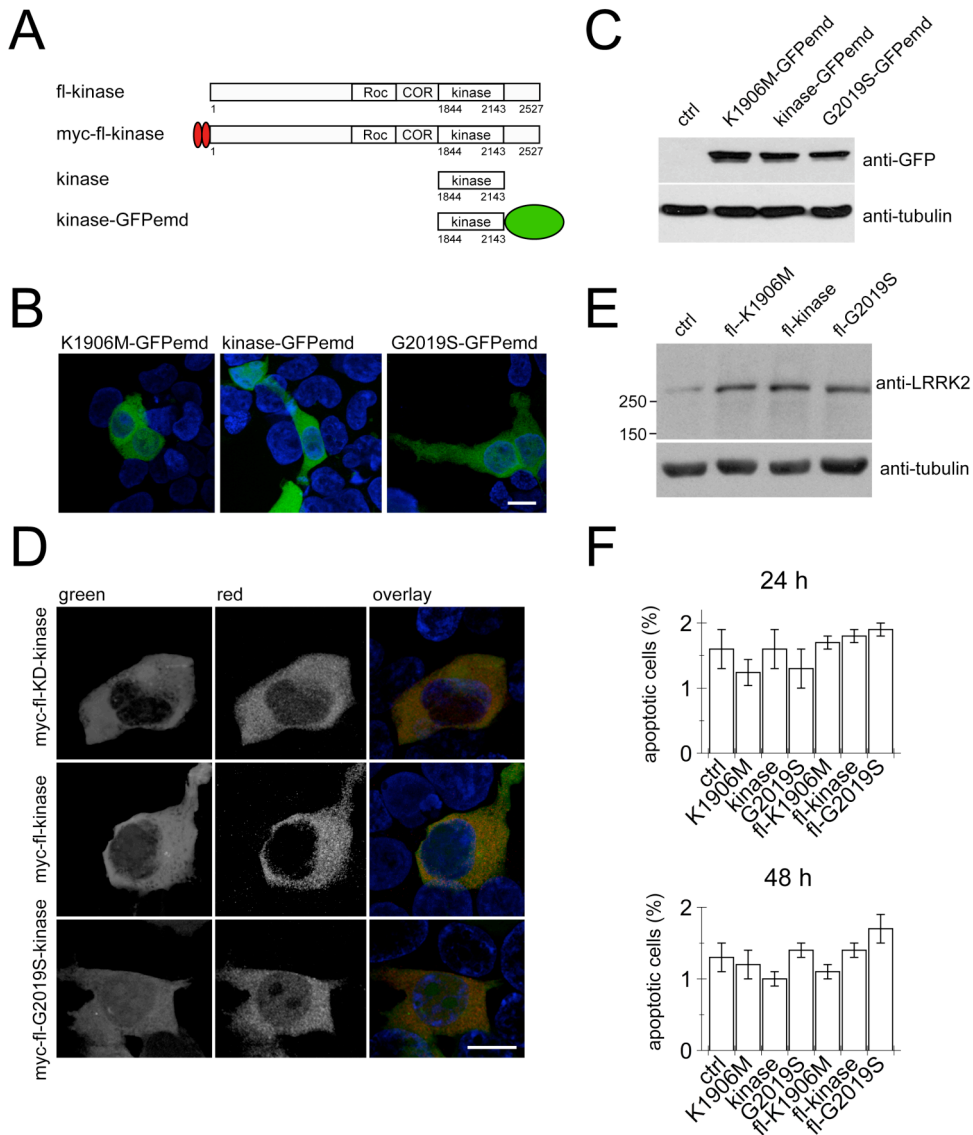 A
fl-kinase
Roc COR kinase
1 1844 2143 2527
myc-fl-kinase
Roc COR kinase
1 1844 2143 2527
kinase
kinase
1844 2143
kinase-GFPemd
kinase
1844 2143
B
K1906M-GFPemd kinase-GFPemd G2019S-GFPemd
C
ctrl
K1906M-GFPemd
kinase-GFPemd
G2019S-GFPemd
anti-GFP
anti-tubulin
D
green red overlay
myc-fl-KD-kinase
myc-fl-kinase
myc-fl-G2019S-kinase
E
ctrl
fl--K1906M
fl-kinase
fl-G2019S
anti-LRRK2
250
150
anti-tubulin
F
24 h
apoptotic cells (%)
2
1
0
ctrl
K1906M
kinase
G2019S
fl-K1906M
fl-kinase
fl-G2019S
48 h
apoptotic cells (%)
2
1
0
ctrl
K1906M
kinase
G2019S
fl-K1906M
fl-kinase
fl-G2019S